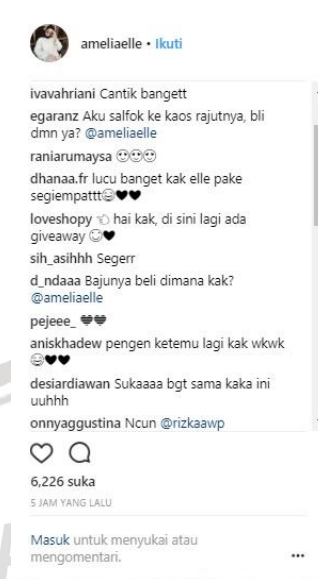 ameliaelle • Ikuti
ivavahriani Cantik bangett
egaranz Aku salfok ke kaos rajutnya, bli
dmn ya? @ameliaelle
raniarumaysa 🙄🙄🙄
dhanaa.fr lucu banget kak elle pake
segiempattt😂🖤🖤
loveshopy 👈 hai kak, di sini lagi ada
giveaway 😊🖤
sih_asihhh Segerr
d_ndaaa Bajunya beli dimana kak?
@ameliaelle
pejeee_ 🖤🖤
aniskhadew pengen ketemu lagi kak wkwk
😂🖤🖤
desiardiawan Sukaaaa bgt sama kaka ini
uuhhh
onnyaggustina Ncun @rizkaawp
6,226 suka
5 JAM YANG LALU
Masuk untuk menyukai atau
mengomentari.
•••